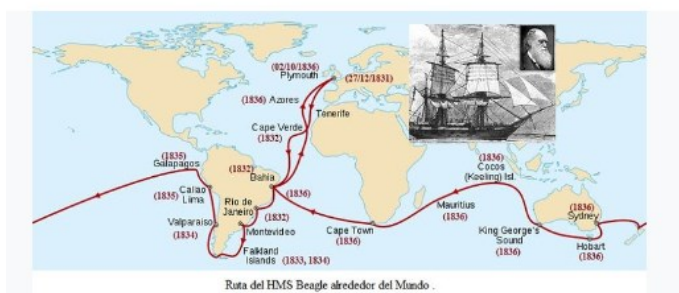 (02/10/1836)
Plymouth
(27/12/1831)
(1836) Azores
Tenerife
Cape Verde
(1832)
(1835)
Galapagos
(1832)
Bahia
(1836)
Callao
(1835) Lima
Rio de
Janeiro
(1832)
Valparaiso
(1834)
Montevideo
Falkland
Islands (1833, 1834)
Cape Town
(1836)
Mauritius
(1836)
(1836)
Cocos
(Keeling) Isl.
King George's
Sound
(1836)
(1836)
Sydney
Hobart
(1836)
Ruta del HMS Beagle alrededor del Mundo .